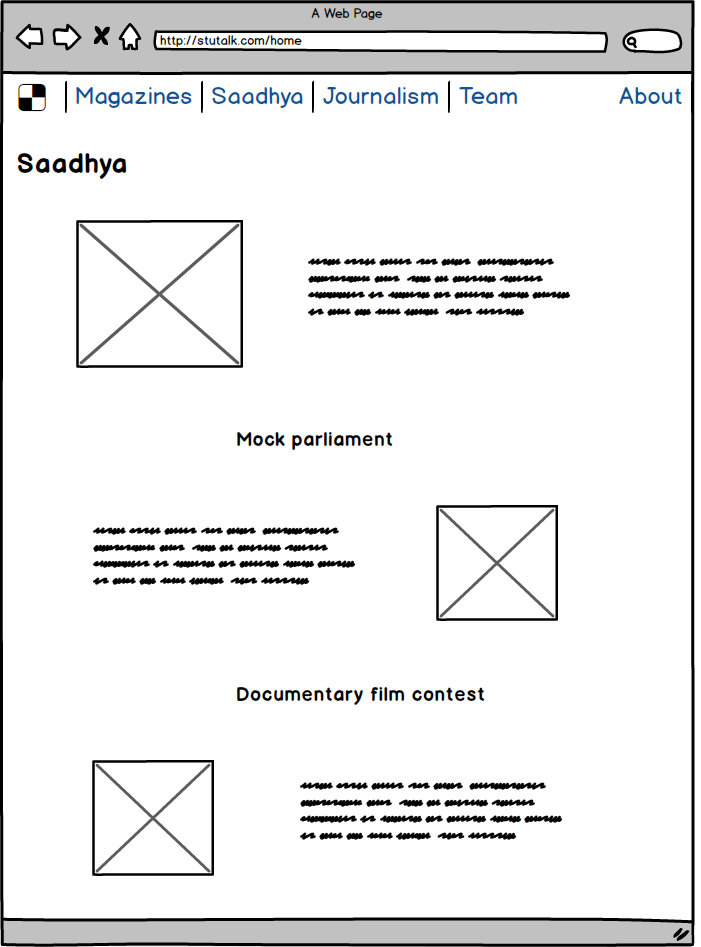 A Web Page
http://stutalk.com/home
Magazines Saadhya Journalism Team About
Saadhya
Mock parliament
Documentary film contest